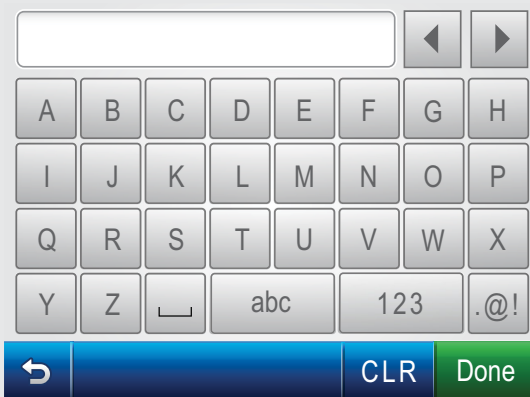 A B C D E F G H
I J K L M N O P
Q R S T U V W X
Y Z abc 123 .@!
CLR Done